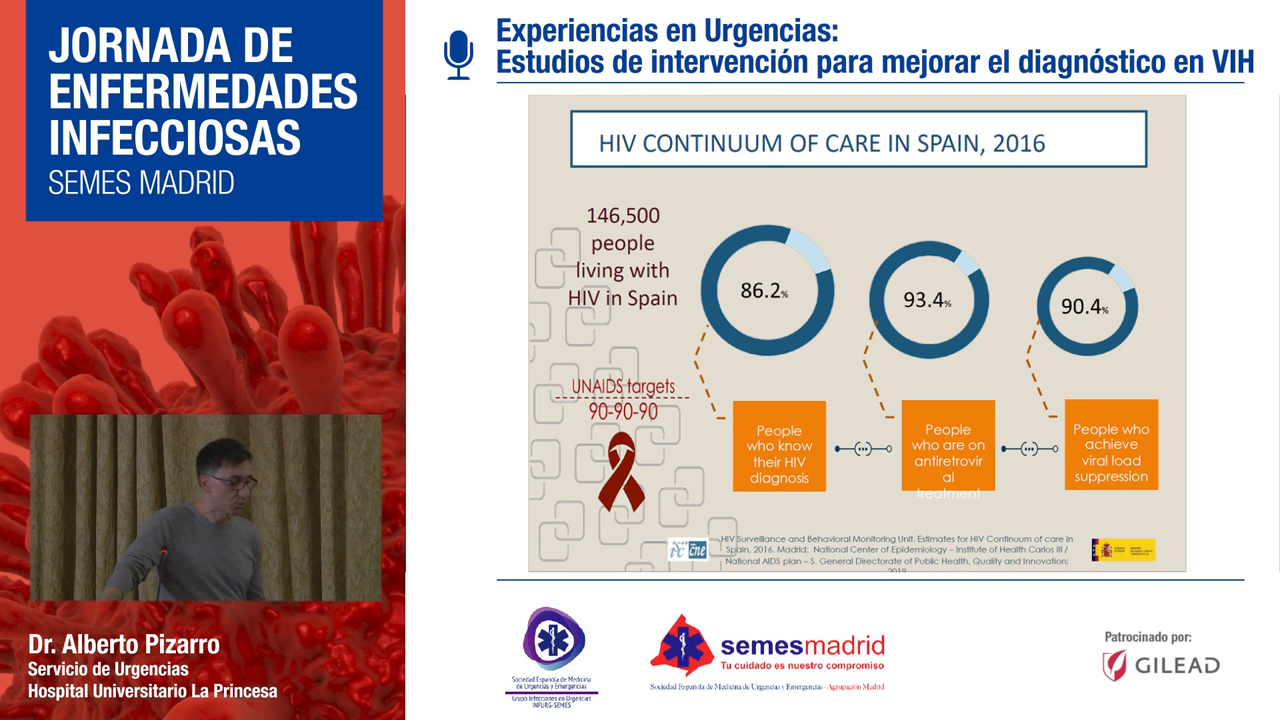 JORNADA DE
ENFERMEDADES
INFECCIOSAS
SEMES MADRID
Experiencias en Urgencias:
Estudios de intervención para mejorar el diagnóstico en VIH
HIV CONTINUUM OF CARE IN SPAIN, 2016
146,500
people
living with
HIV in Spain
86.2%
93.4%
90.4%
UNAIDS targets
90-90-90
People
who know
their HIV
diagnosis
People
who are on
antiretrovir
al
treatment
People who
achieve
viral load
suppression
HIV Surveillance and Behavioral Monitoring Unit. Estimates for HIV Continuum of care in
Spain, 2016. Madrid: National Center of Epidemiology – Institute of Health Carlos III /
National AIDS plan – S. General Directorate of Public Health, Quality and Innovation;
cne
Dr. Alberto Pizarro
Servicio de Urgencias
Hospital Universitario La Princesa
Sociedad Española de Medicina
de Urgencias y Emergencias
Grupo Infecciones en Urgencias
INFURG-SEMES
semesmadrid
Tu cuidado es nuestro compromiso
Sociedad Española de Medicina de Urgencias y Emergencias - Agrupación Madrid
Patrocinado por:
GILEAD